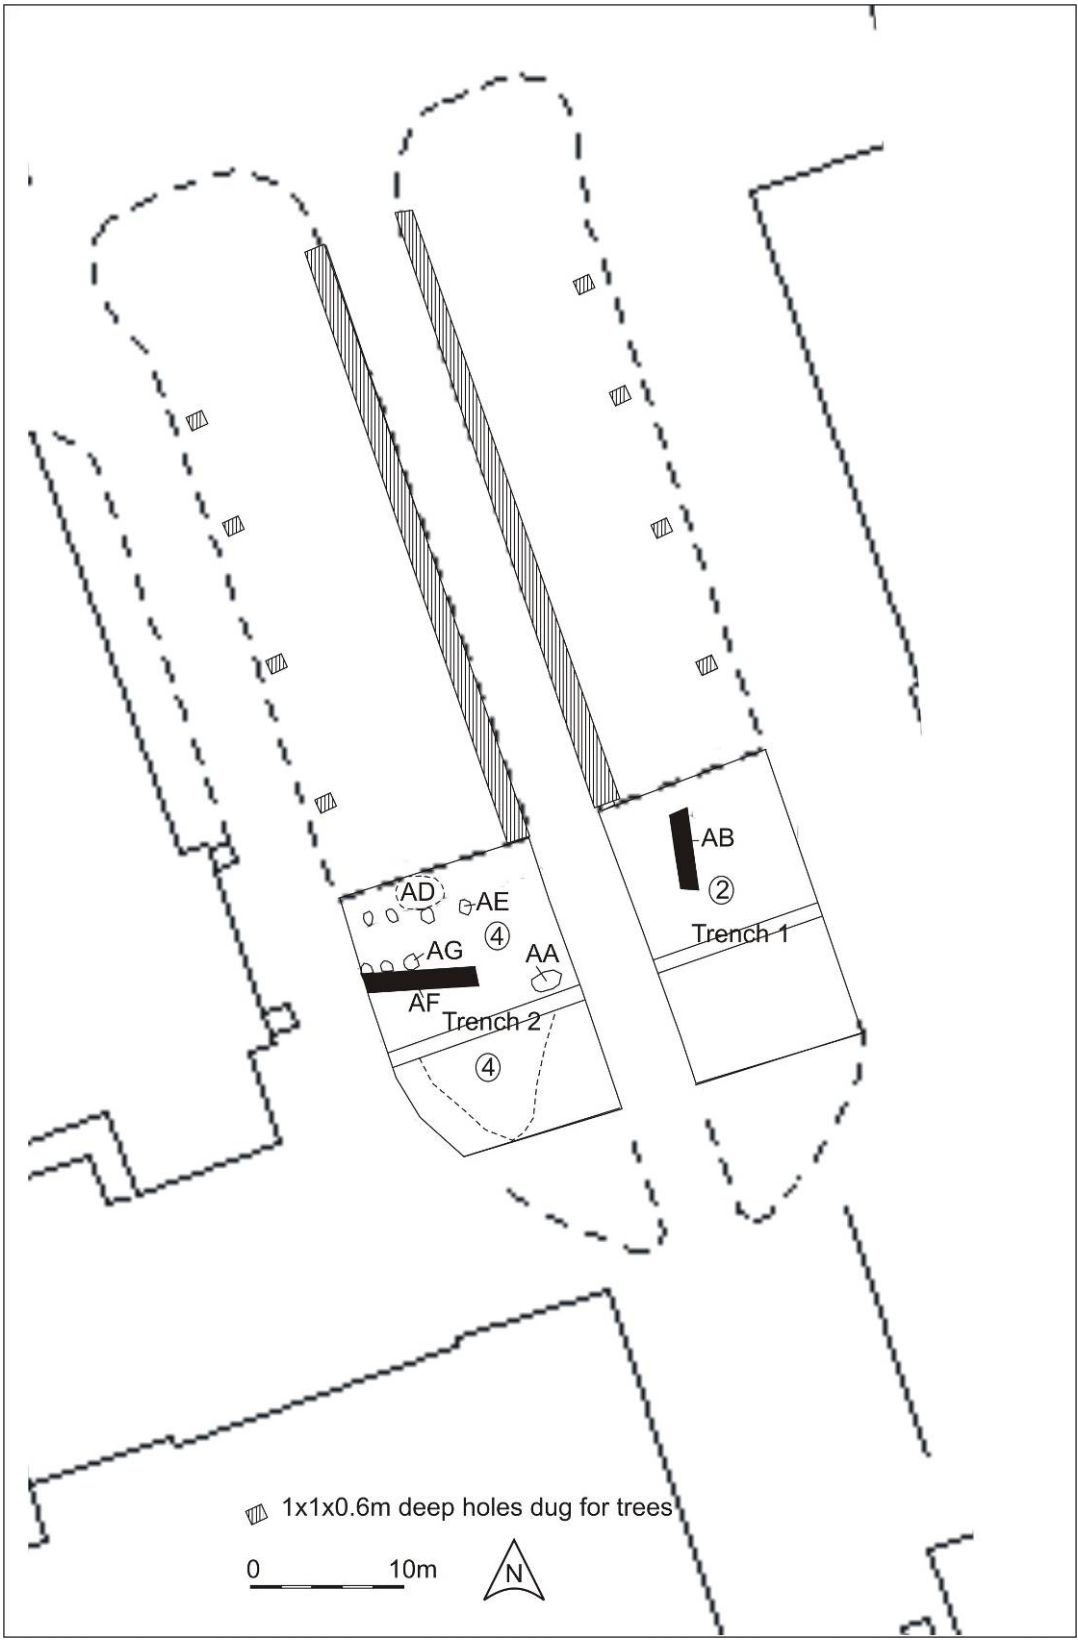 AB
②
Trench 1
AD
AE
④
AG
AA
AF
Trench 2
④
1x1x0.6m deep holes dug for trees
0 10m
N